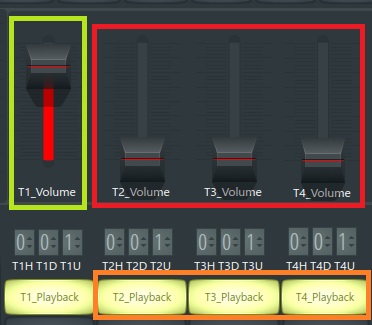 T1_Volume T2_Volume T3_Volume T4_Volume
0 0 1 0 0 1 0 0 1 0 0 1
T1H T1D T1U T2H T2D T2U T3H T3D T3U T4H T4D T4U
T1_Playback T2_Playback T3_Playback T4_Playback